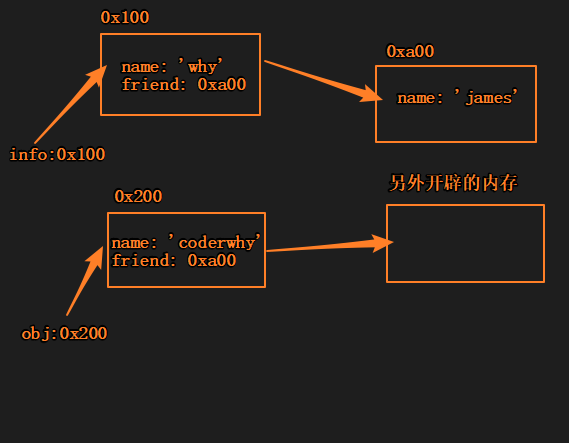 0x100
name: 'why'
friend: 0xa00
info:0x100
0xa00
name: 'james'
另外开辟的内存
0x200
name: 'coderwhy'
friend: 0xa00
obj:0x200